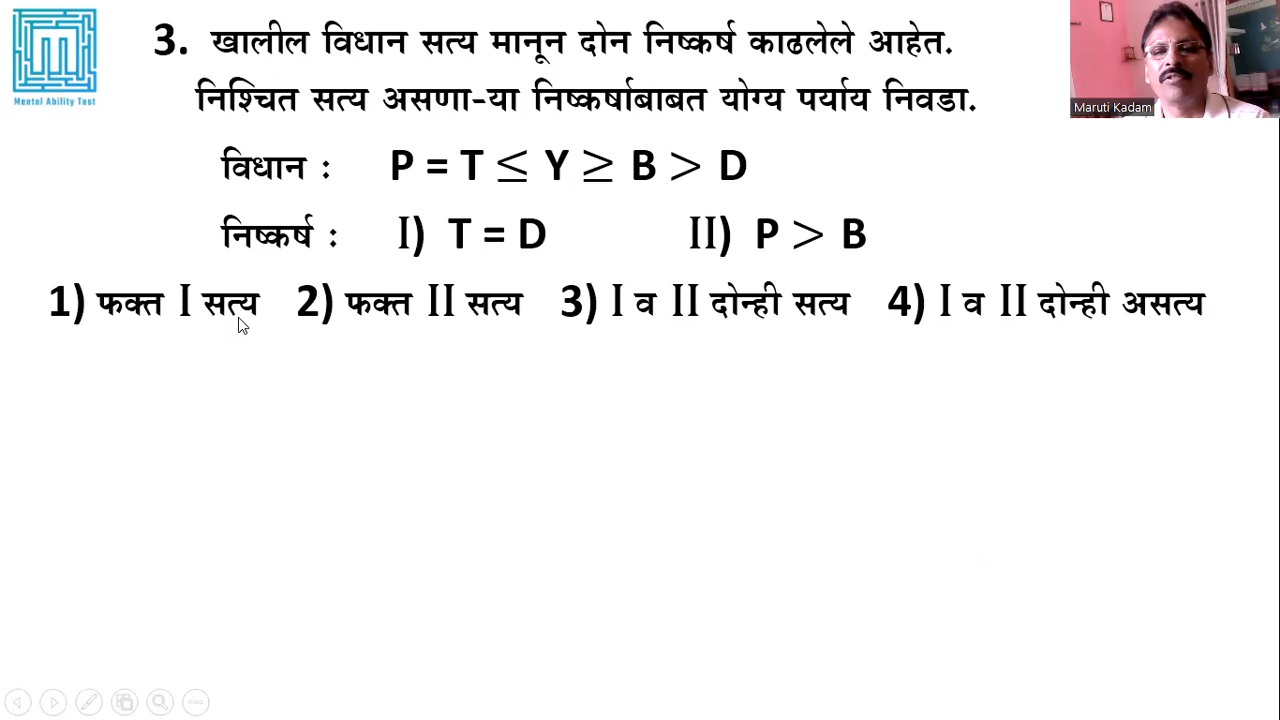 3. खालील विधान सत्य मानून दोन निष्कर्ष काढलेले आहेत.
निश्चित सत्य असणा-या निष्कर्षाबाबत योग्य पर्याय निवडा.
विधान : P = T ≤ Y ≥ B > D
निष्कर्ष : I) T = D II) P > B
1) फक्त I सत्य 2) फक्त II सत्य 3) I व II दोन्ही सत्य 4) I व II दोन्ही असत्य
Mental Ability Test
Maruti Kadam